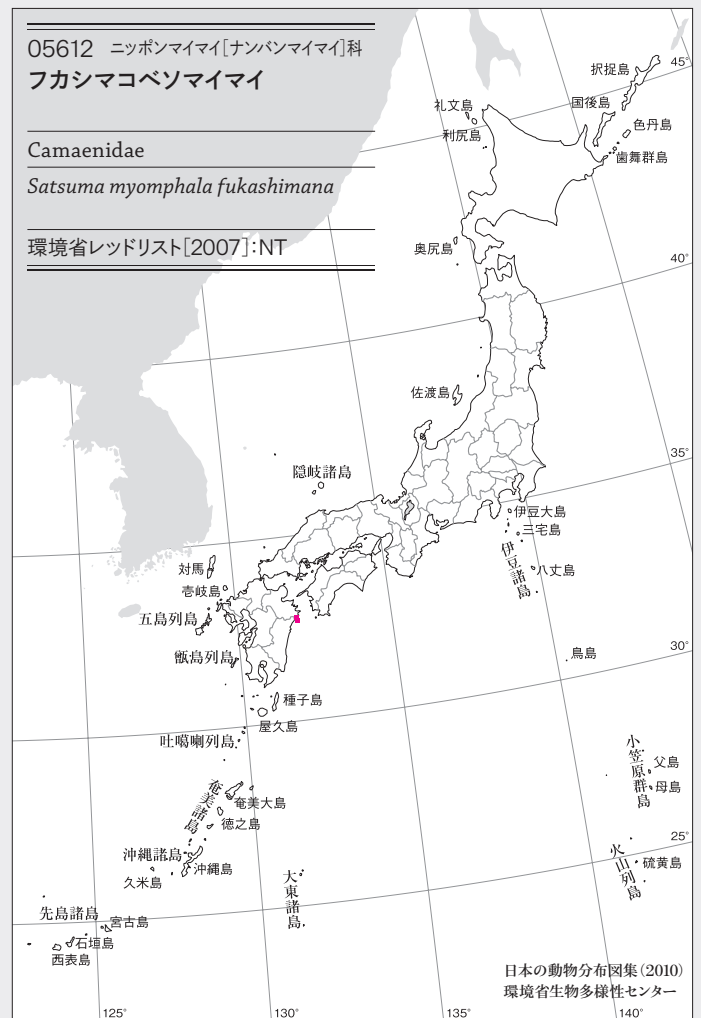 05612 ニッポンマイマイ[ナンバンマイマイ]科
フカシマコベソマイマイ
Camaenidae
Satsuma myomphala fukashimana
環境省レッドリスト[2007]:NT
45°
択捉島
国後島
礼文島
色丹島
利尻島
歯舞群島
奥尻島
40°
佐渡島
35°
隠岐諸島
伊豆大島
三宅島
伊豆諸島
八丈島
対馬
壱岐島
五島列島
甑島列島
30°
鳥島
種子島
屋久島
吐噶喇列島
小笠原群島
父島
母島
奄美諸島
奄美大島
徳之島
25°
沖縄諸島
沖縄島
久米島
火山列島
硫黄島
大東諸島
先島諸島
宮古島
石垣島
西表島
日本の動物分布図集(2010)
環境省生物多様性センター
125°
130°
135°
140°